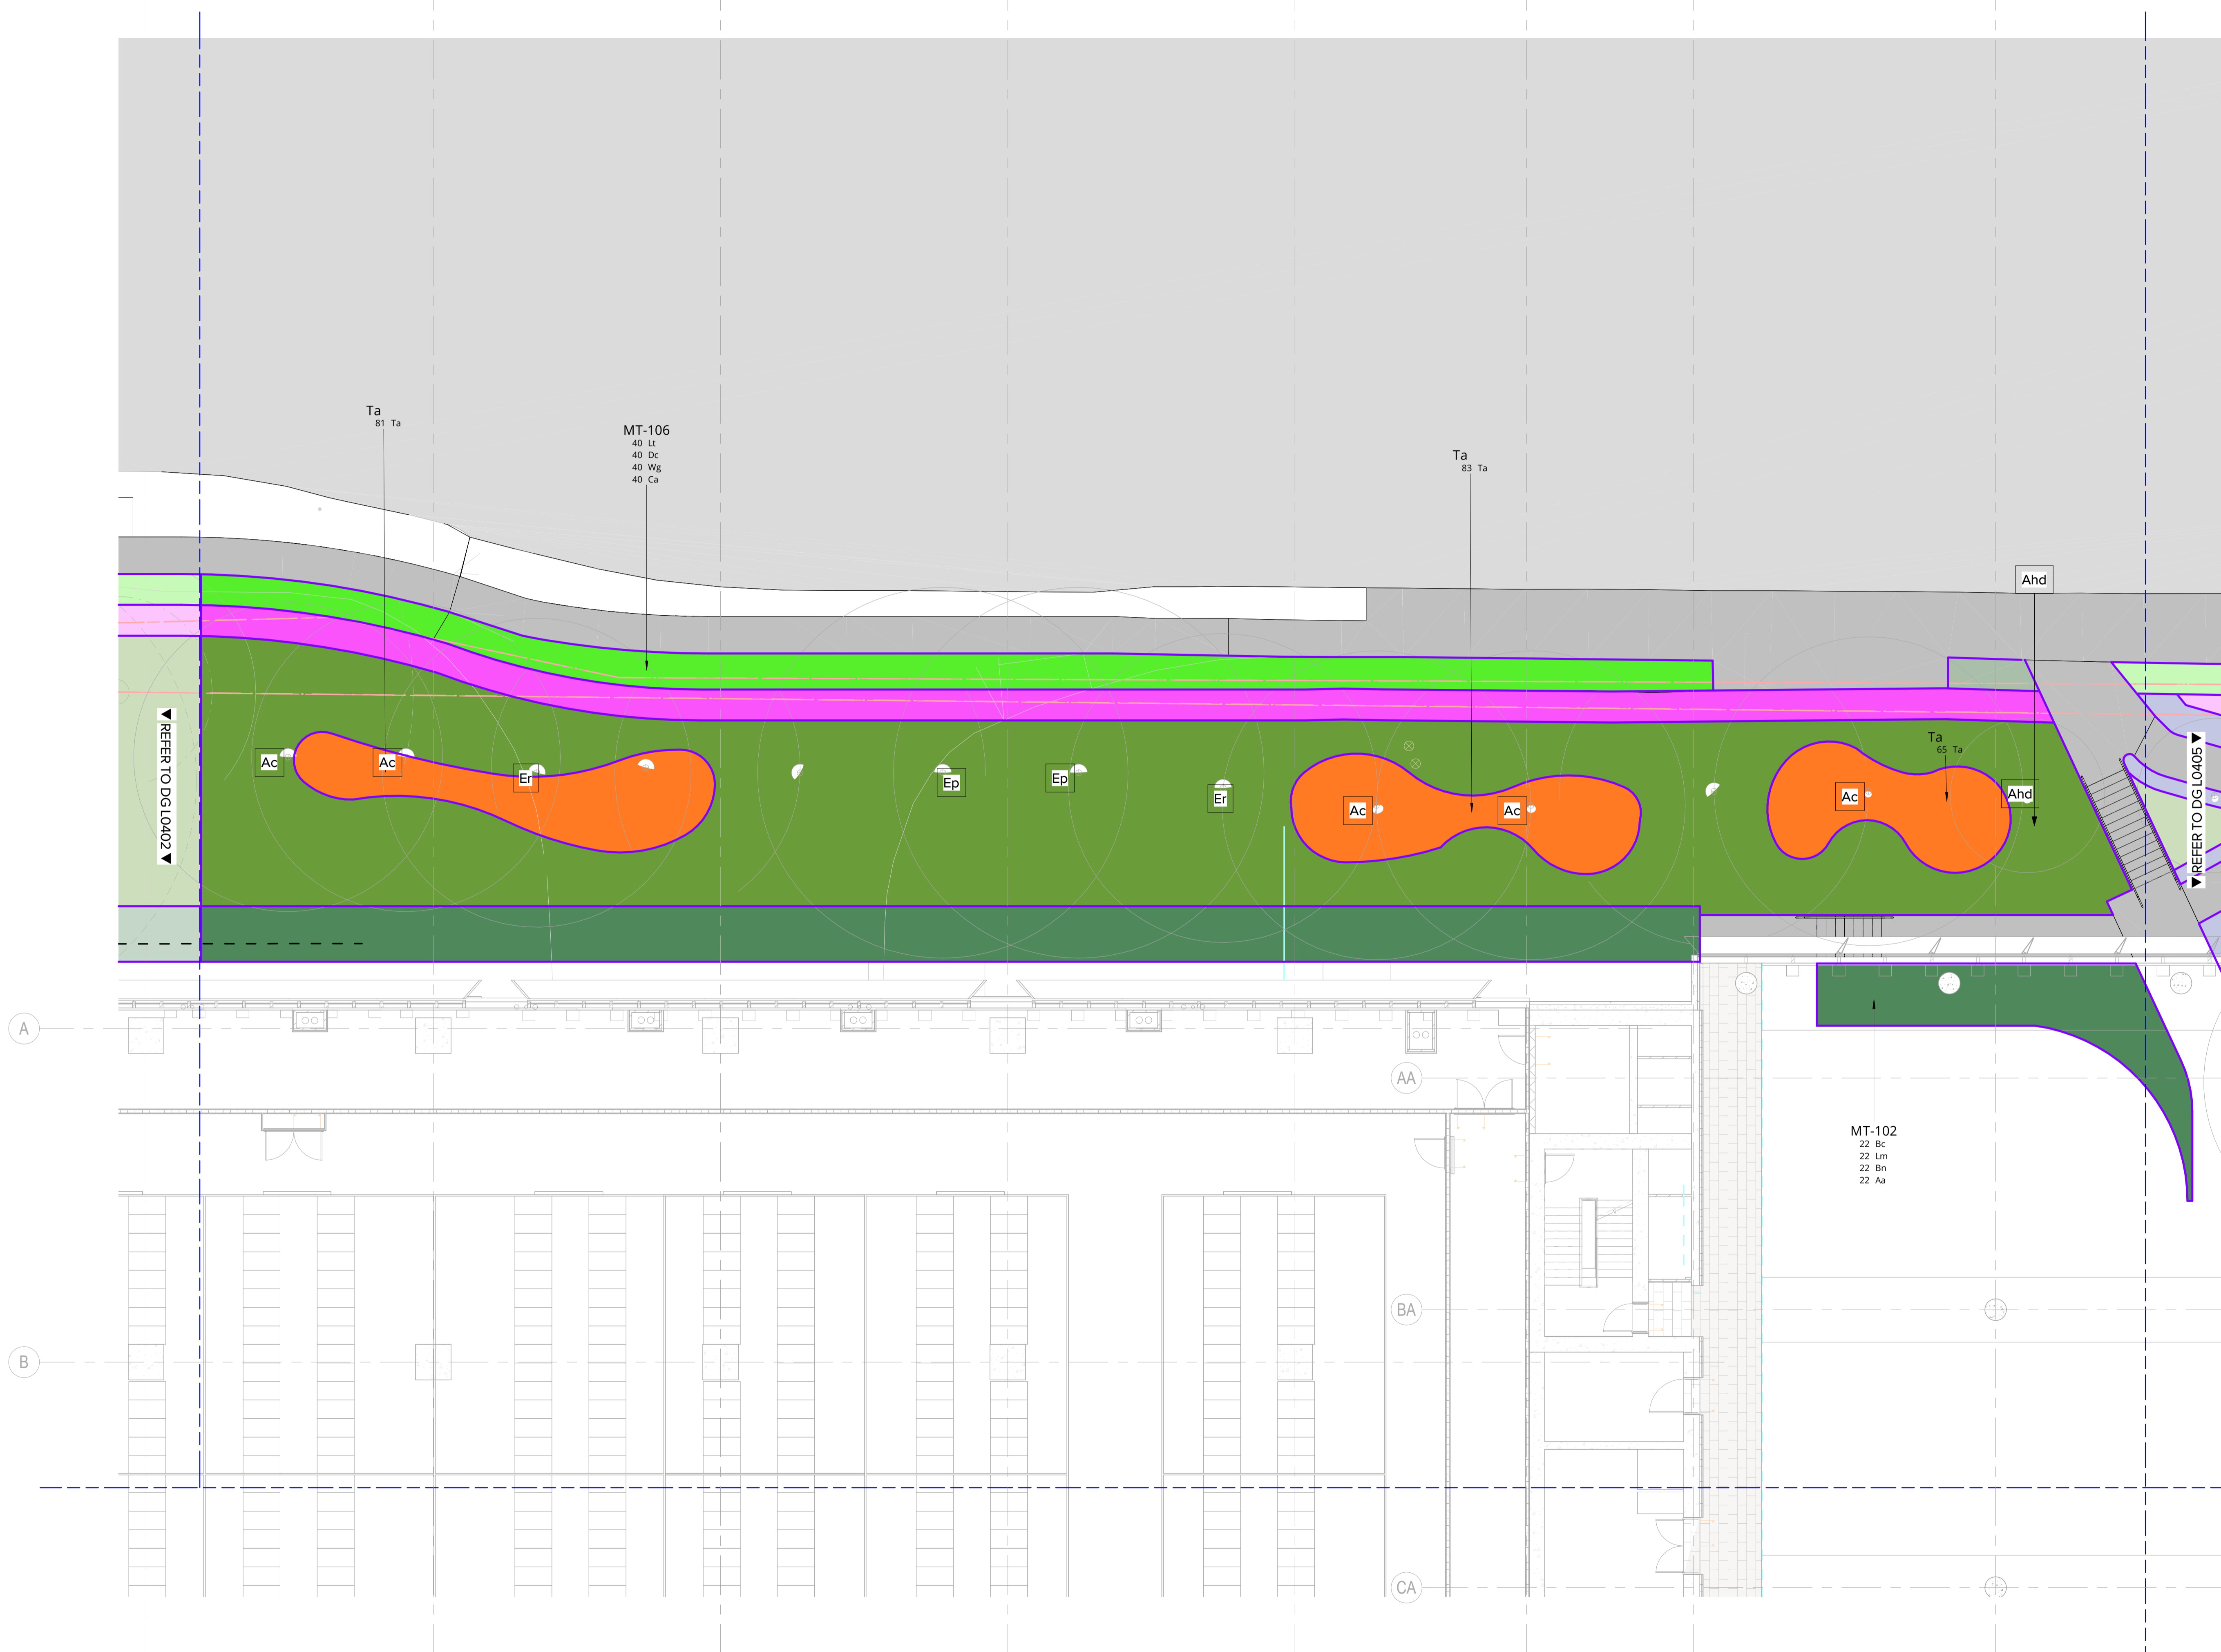 Ta
81 Ta
MT-106
40 Lt
40 Dc
40 Wg
40 Ca
Ta
83 Ta
Ahd
◀ REFER TO DG L0402 ◀
Ac
Ac
Er
Ep
Ep
Er
Ac
Ac
Ac
Ta
65 Ta
Ahd
◀ REFER TO DG L0405 ▶
A
AA
MT-102
22 Bc
22 Lm
22 Bn
22 Aa
BA
B
CA